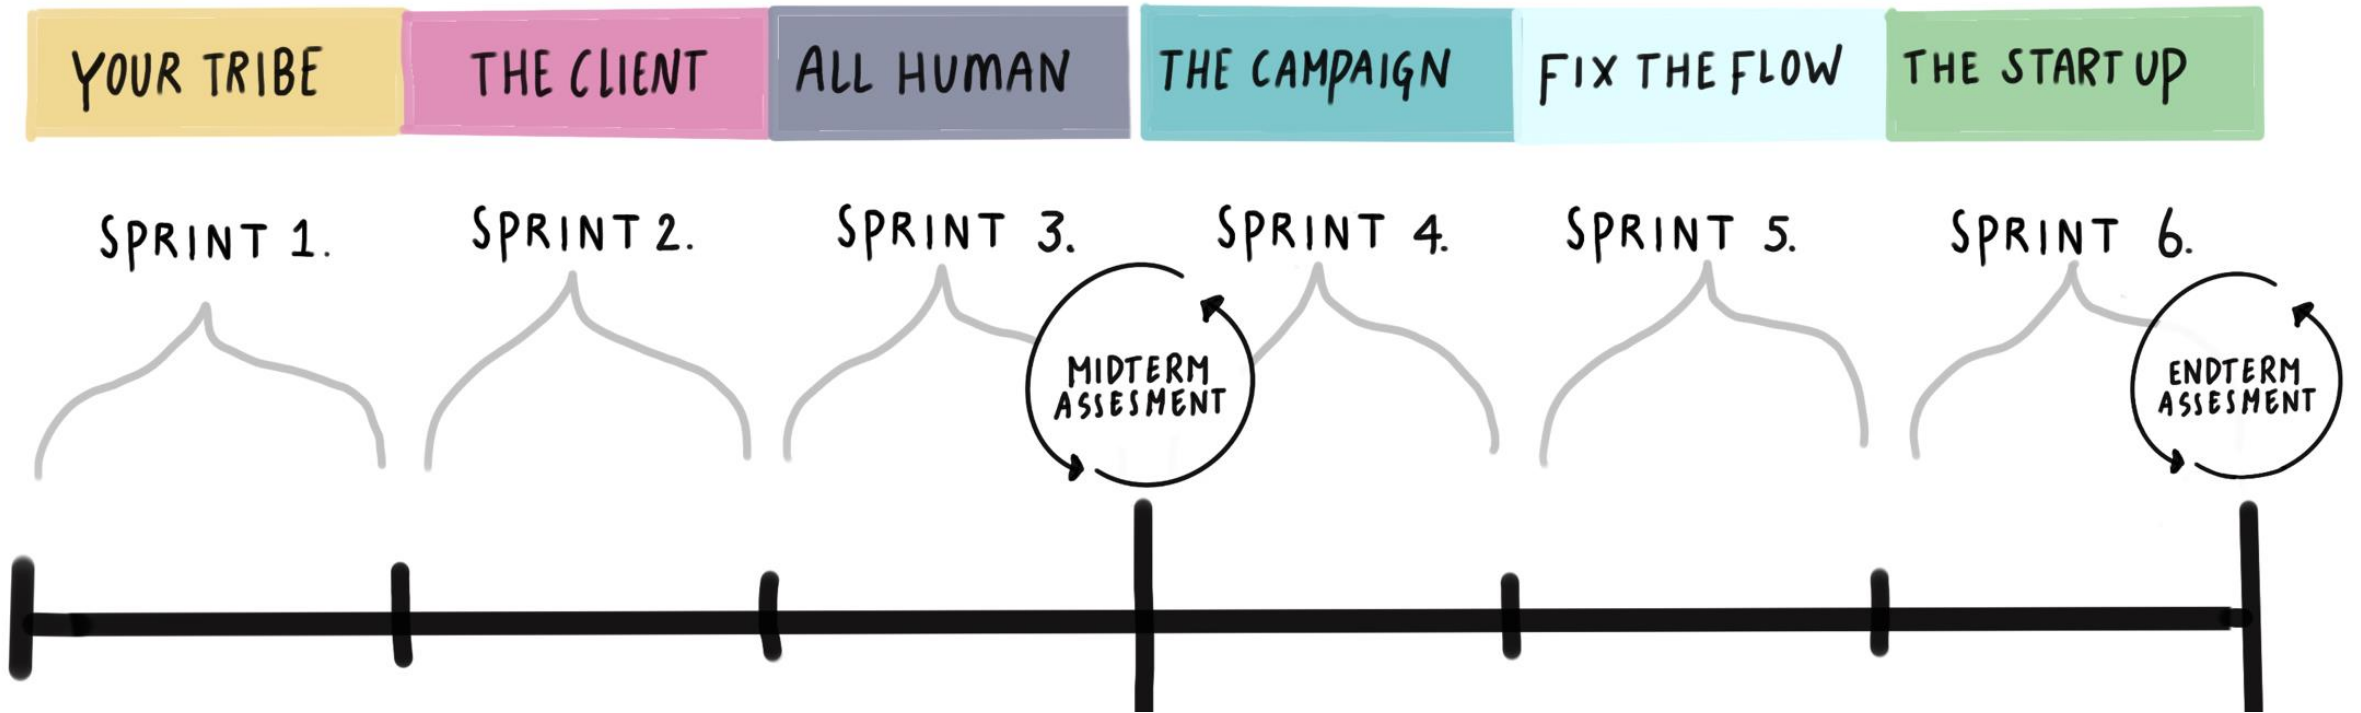 YOUR TRIBE
THE CLIENT
ALL HUMAN
THE CAMPAIGN
FIX THE FLOW
THE START UP
SPRINT 1.
SPRINT 2.
SPRINT 3.
SPRINT 4.
SPRINT 5.
SPRINT 6.
MIDTERM
ASSESMENT
ENDTERM
ASSESMENT